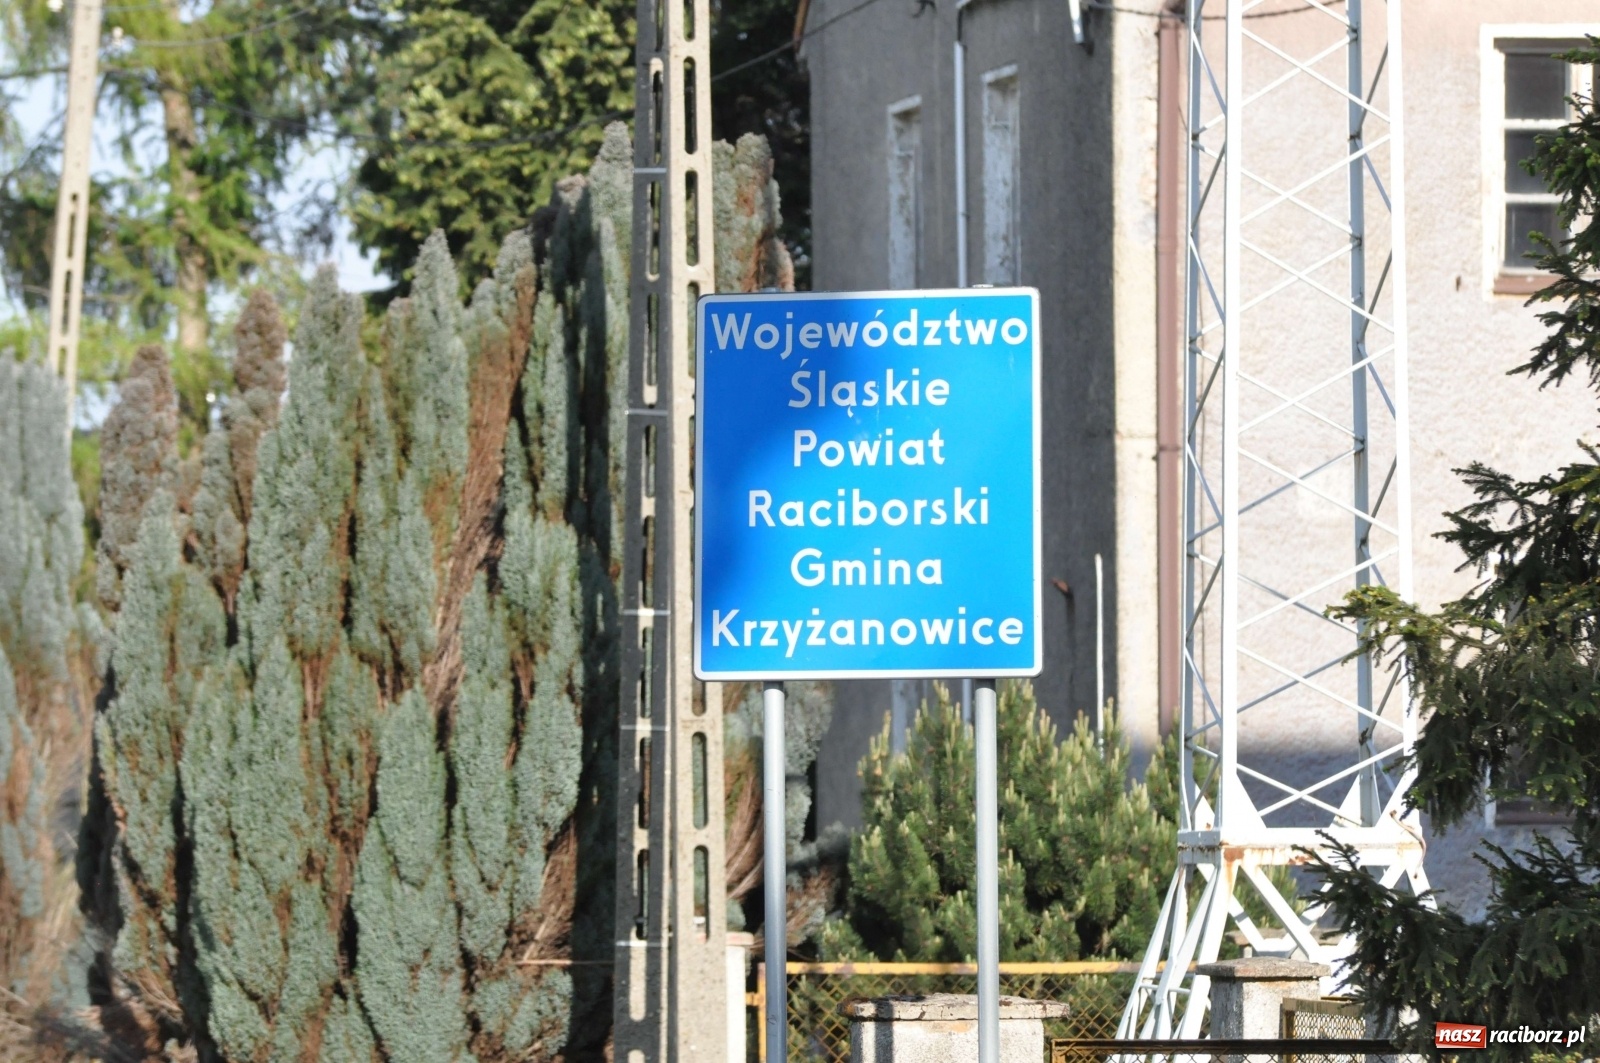 Województwo
Śląskie
Powiat
Raciborski
Gmina
Krzyżanowice
nasz raciborz.pl